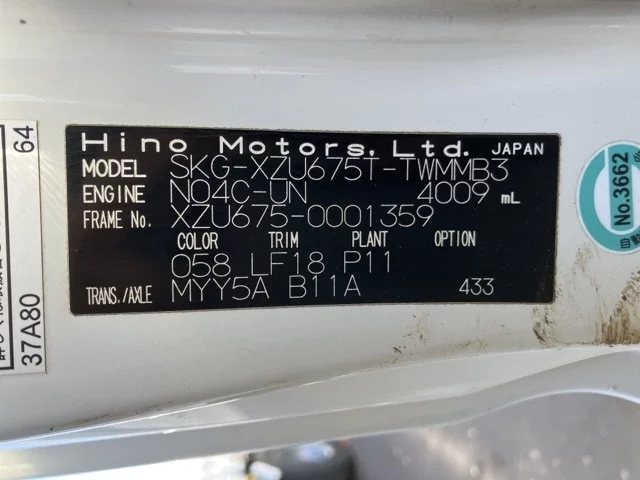 Hino Motors, Ltd. JAPAN
MODEL SKG-XZU675T-TWMMB3
ENGINE N04C-UN 4009 mL
FRAME No. XZU675-0001359
COLOR TRIM PLANT OPTION
058 LF18 P11
TRANS./AXLE MYY5A B11A 433
64
37A80
No.3662